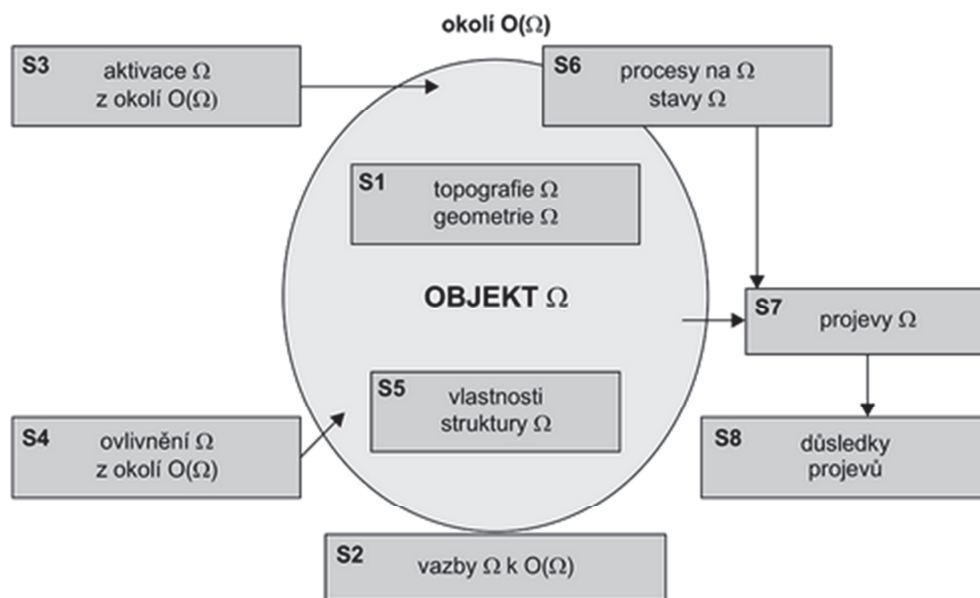 okolí O(Ω)
S3
aktivace Ω
z okolí O(Ω)
S6
procesy na Ω
stavy Ω
S1
topografie Ω
geometrie Ω
OBJEKT Ω
S7
projevy Ω
S5
vlastnosti
struktury Ω
S4
ovlivnění Ω
z okolí O(Ω)
S8
důsledky
projevů
S2
vazby Ω k O(Ω)